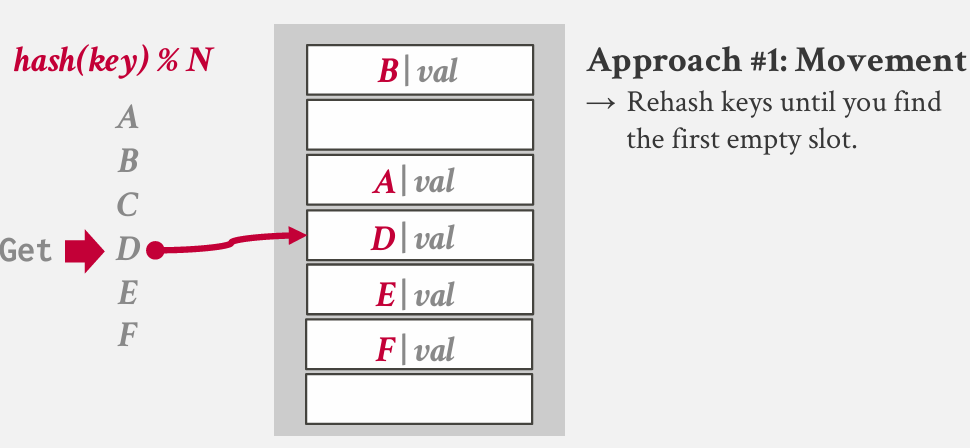 hash(key) % N
A
B
C
Get D
E
F
B|val
A|val
D|val
E|val
F|val
Approach #1: Movement
→ Rehash keys until you find
the first empty slot.